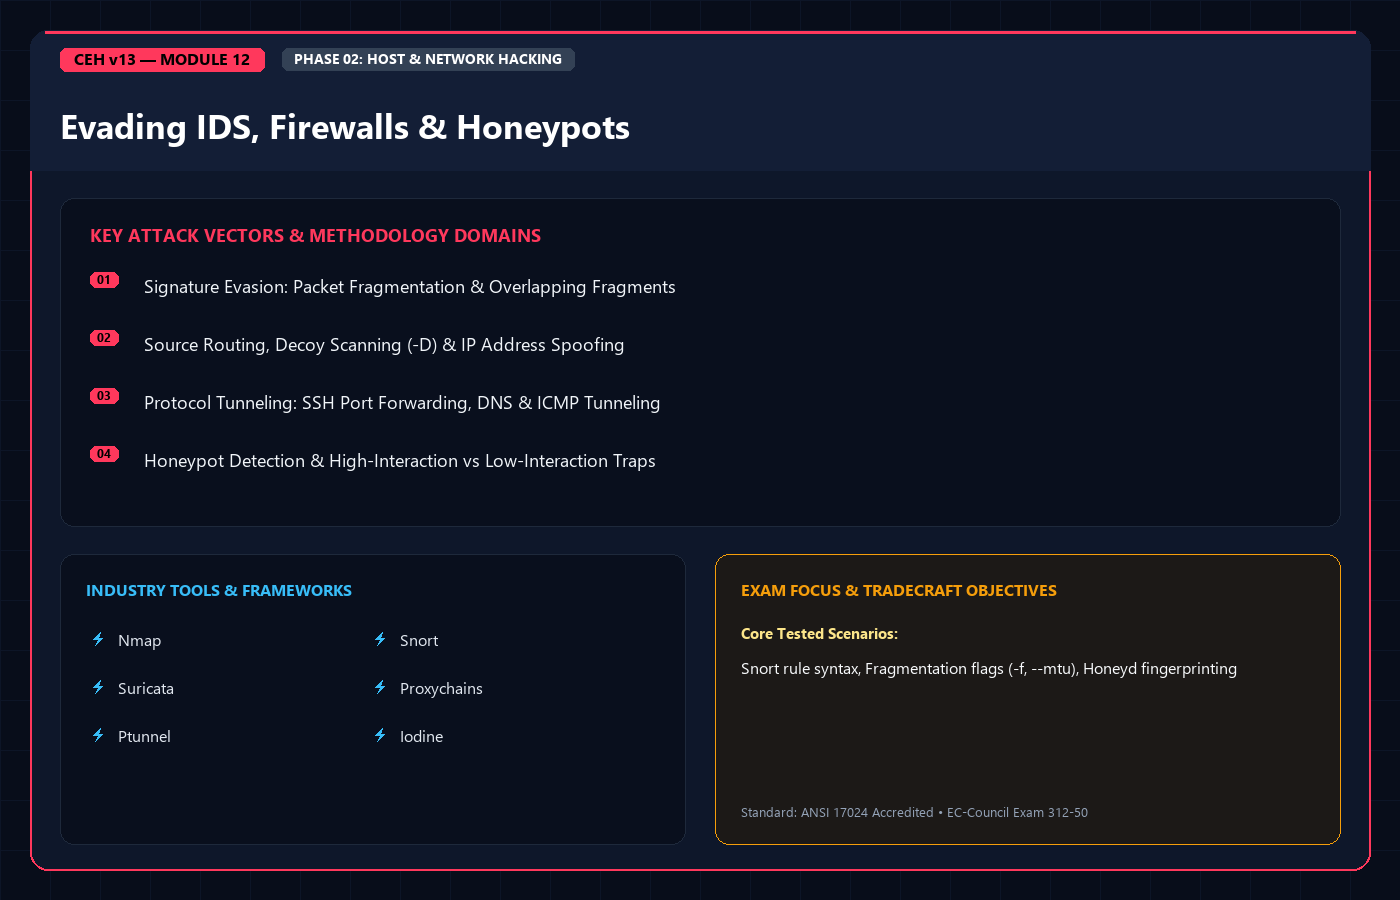 CEH v13 — MODULE 12
PHASE 02: HOST & NETWORK HACKING
Evading IDS, Firewalls & Honeypots
KEY ATTACK VECTORS & METHODOLOGY DOMAINS
01 Signature Evasion: Packet Fragmentation & Overlapping Fragments
02 Source Routing, Decoy Scanning (-D) & IP Address Spoofing
03 Protocol Tunneling: SSH Port Forwarding, DNS & ICMP Tunneling
04 Honeypot Detection & High-Interaction vs Low-Interaction Traps
INDUSTRY TOOLS & FRAMEWORKS
Nmap
Snort
Suricata
Proxychains
Ptunnel
Iodine
EXAM FOCUS & TRADECRAFT OBJECTIVES
Core Tested Scenarios:
Snort rule syntax, Fragmentation flags (-f, --mtu), Honeyd fingerprinting
Standard: ANSI 17024 Accredited • EC-Council Exam 312-50